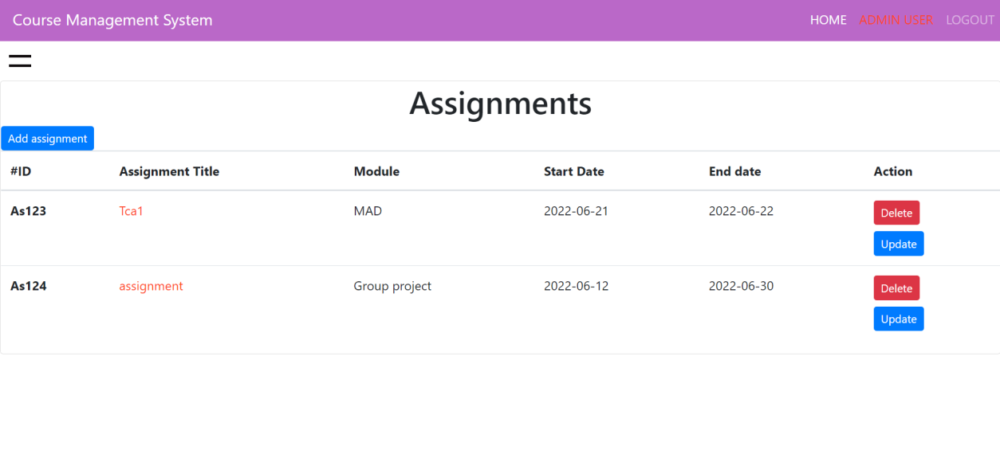 Course Management System HOME ADMIN USER LOGOUT
Assignments
Add assignment
#ID Assignment Title Module Start Date End date Action
As123 Tca1 MAD 2022-06-21 2022-06-22 Delete
Update
As124 assignment Group project 2022-06-12 2022-06-30 Delete
Update